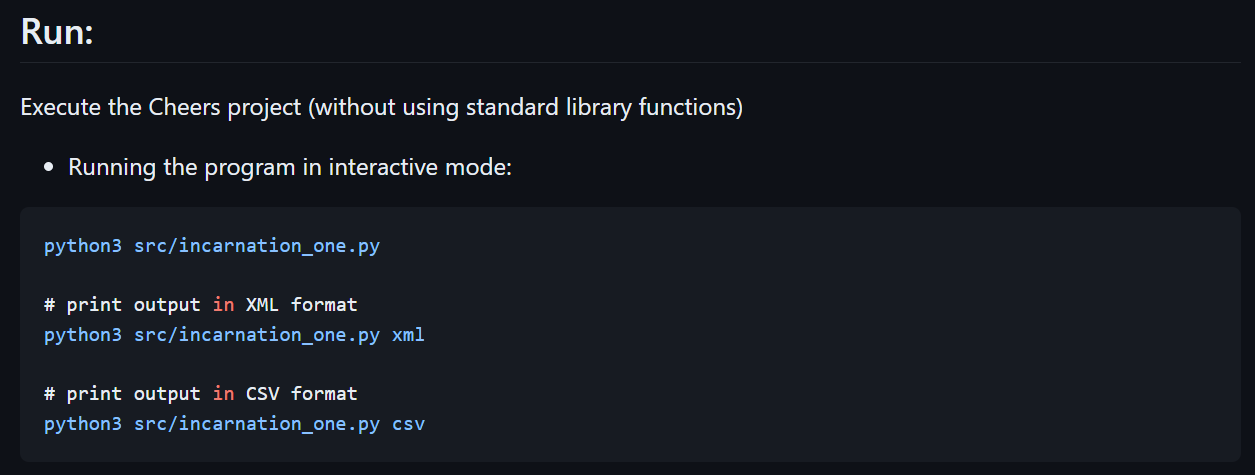 Run:
Execute the Cheers project (without using standard library functions)
• Running the program in interactive mode:
python3 src/incarnation_one.py
# print output in XML format
python3 src/incarnation_one.py xml
# print output in CSV format
python3 src/incarnation_one.py csv